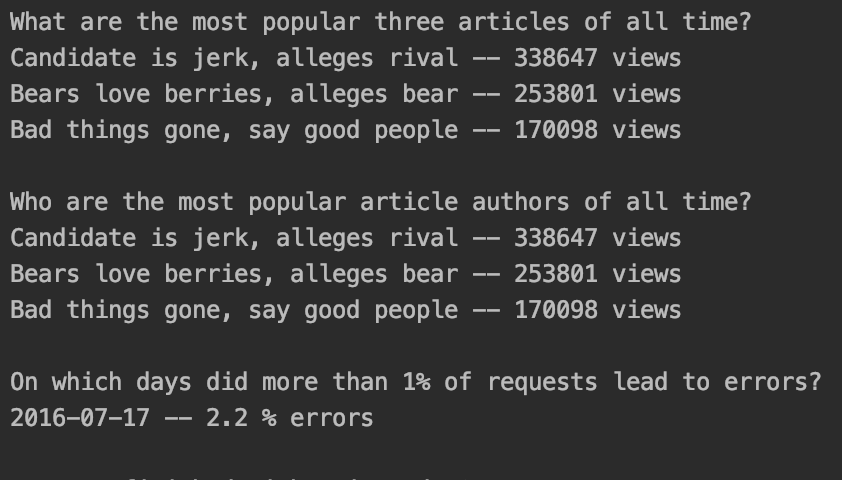 What are the most popular three articles of all time?
Candidate is jerk, alleges rival -- 338647 views
Bears love berries, alleges bear -- 253801 views
Bad things gone, say good people -- 170098 views
Who are the most popular article authors of all time?
Candidate is jerk, alleges rival -- 338647 views
Bears love berries, alleges bear -- 253801 views
Bad things gone, say good people -- 170098 views
On which days did more than 1% of requests lead to errors?
2016-07-17 -- 2.2 % errors